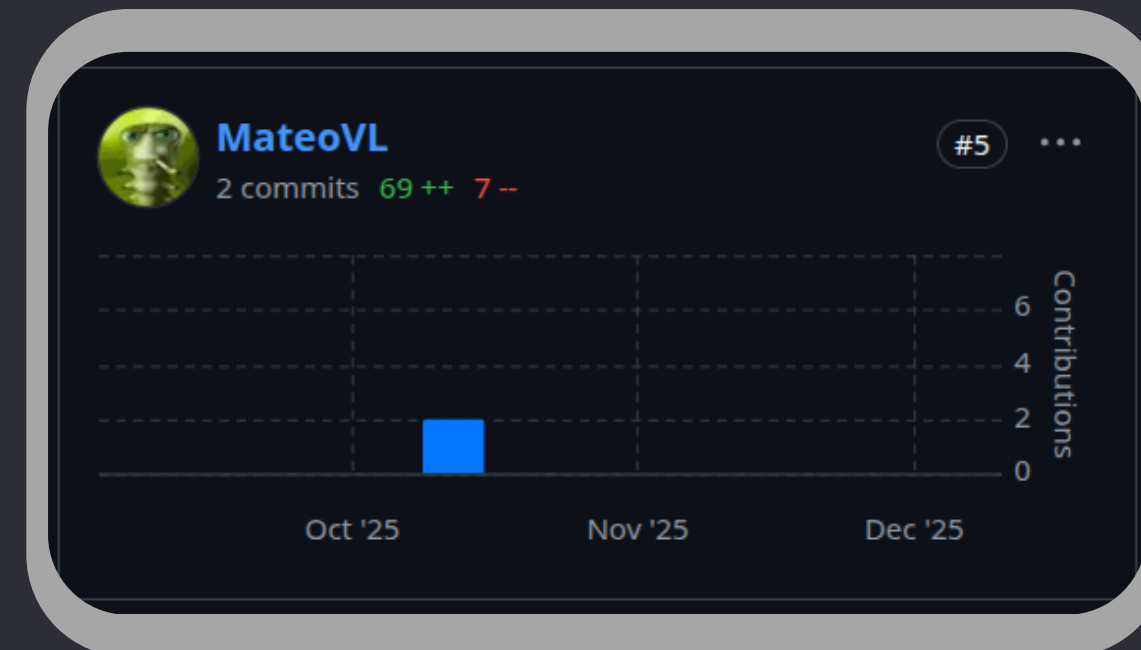 MateoVL
#5
2 commits 69 ++ 7 --
6
4
2
0
Contributions
Oct '25 Nov '25 Dec '25